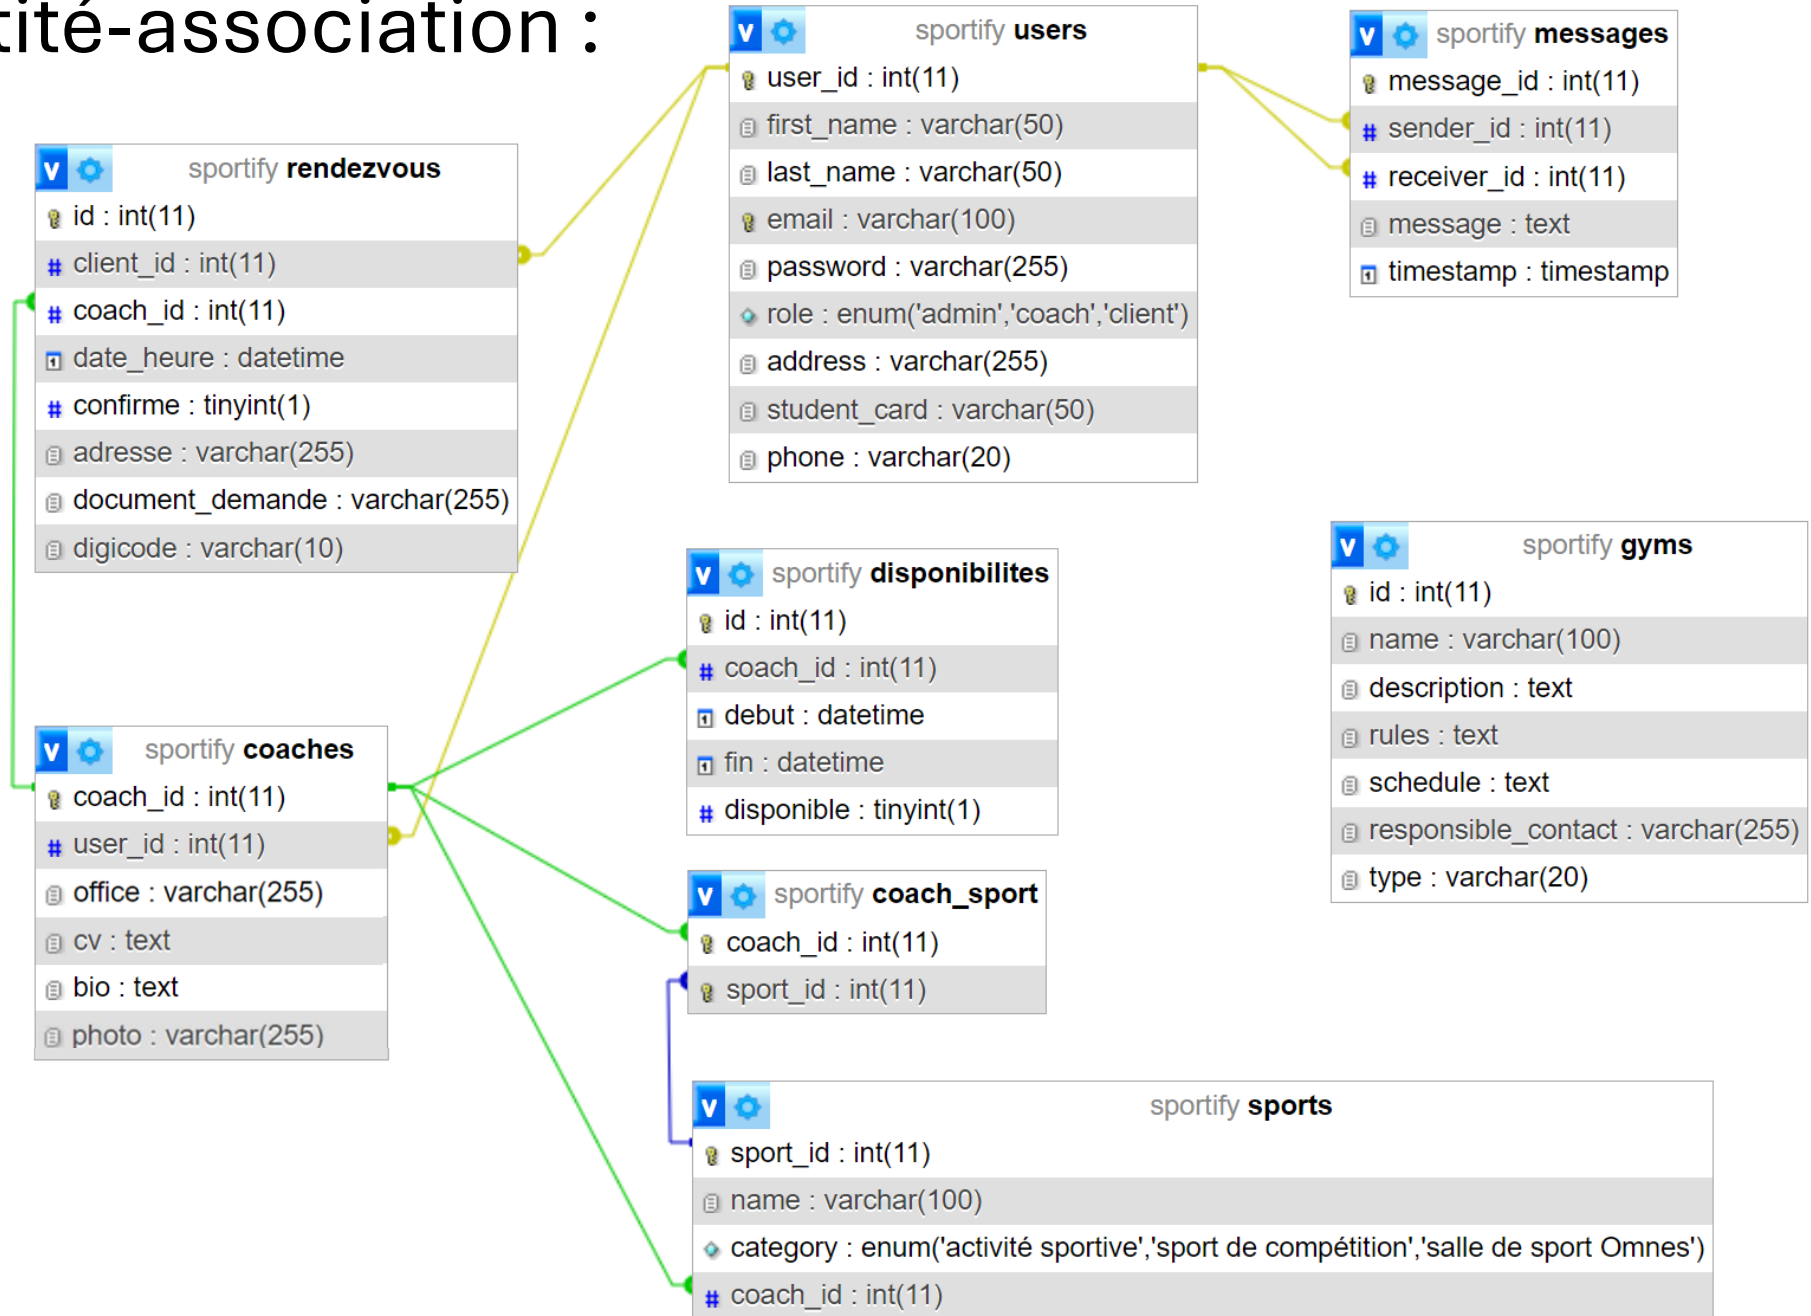 tité-association :
sportify users
user_id : int(11)
first_name : varchar(50)
last_name : varchar(50)
email : varchar(100)
password : varchar(255)
role : enum('admin','coach','client')
address : varchar(255)
student_card : varchar(50)
phone : varchar(20)
sportify messages
message_id : int(11)
sender_id : int(11)
receiver_id : int(11)
message : text
timestamp : timestamp
sportify rendezvous
id : int(11)
client_id : int(11)
coach_id : int(11)
date_heure : datetime
confirme : tinyint(1)
adresse : varchar(255)
document_demande : varchar(255)
digicode : varchar(10)
sportify disponibilites
id : int(11)
coach_id : int(11)
debut : datetime
fin : datetime
disponible : tinyint(1)
sportify gyms
id : int(11)
name : varchar(100)
description : text
rules : text
schedule : text
responsible_contact : varchar(255)
type : varchar(20)
sportify coaches
coach_id : int(11)
user_id : int(11)
office : varchar(255)
cv : text
bio : text
photo : varchar(255)
sportify coach_sport
coach_id : int(11)
sport_id : int(11)
sportify sports
sport_id : int(11)
name : varchar(100)
category : enum('activité sportive','sport de compétition','salle de sport Omnes')
coach_id : int(11)